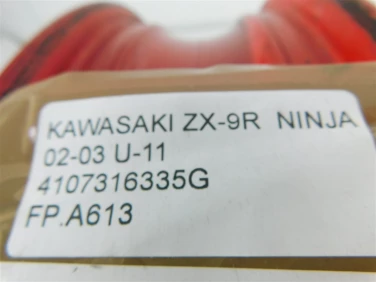 KAWASAKI ZX-9R NINJA
02-03 U-11
4107316335G
FP.A613